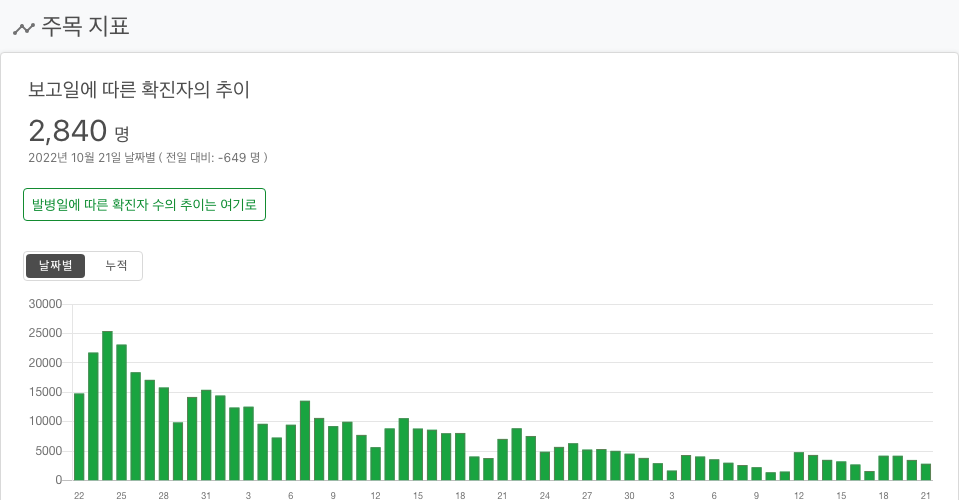 주목 지표
보고일에 따른 확진자의 추이
2,840 명
2022년 10월 21일 날짜별 ( 전일 대비: -649 명 )
발병일에 따른 확진자 수의 추이는 여기로
날짜별 누적
30000
25000
20000
15000
10000
5000
0
22 25 28 31 3 6 9 12 15 18 21 24 27 30 3 6 9 12 15 18 21